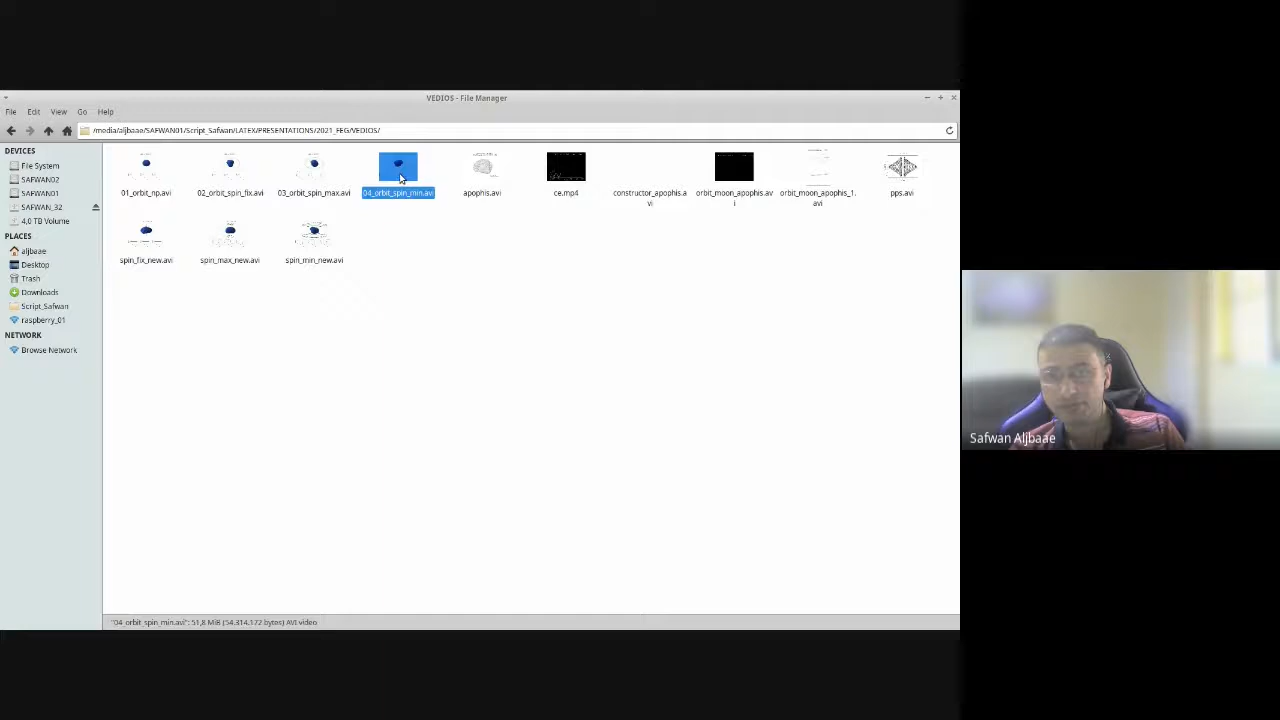 VEDIOS - File Manager
File Edit View Go Help
/media/aljbaae/SAFWAN01/Script_Safwan/LATEX/PRESENTATIONS/2021_FEG/VEDIOS/
DEVICES
File System
SAFWAN02
SAFWAN01
SAFWAN_32
4,0 TB Volume
PLACES
aljbaae
Desktop
Trash
Downloads
Script_Safwan
raspberry_01
NETWORK
Browse Network
01_orbit_np.avi 02_orbit_spin_fix.avi 03_orbit_spin_max.avi 04_orbit_spin_min.avi apophis.avi ce.mp4 constructor_apophis.a orbit_moon_apophis.av orbit_moon_apophis_1. pps.avi
vi i avi
spin_fix_new.avi spin_max_new.avi spin_min_new.avi
"04_orbit_spin_min.avi": 51,8 MiB (54.314.172 bytes) AVI video
Safwan Aljbaae